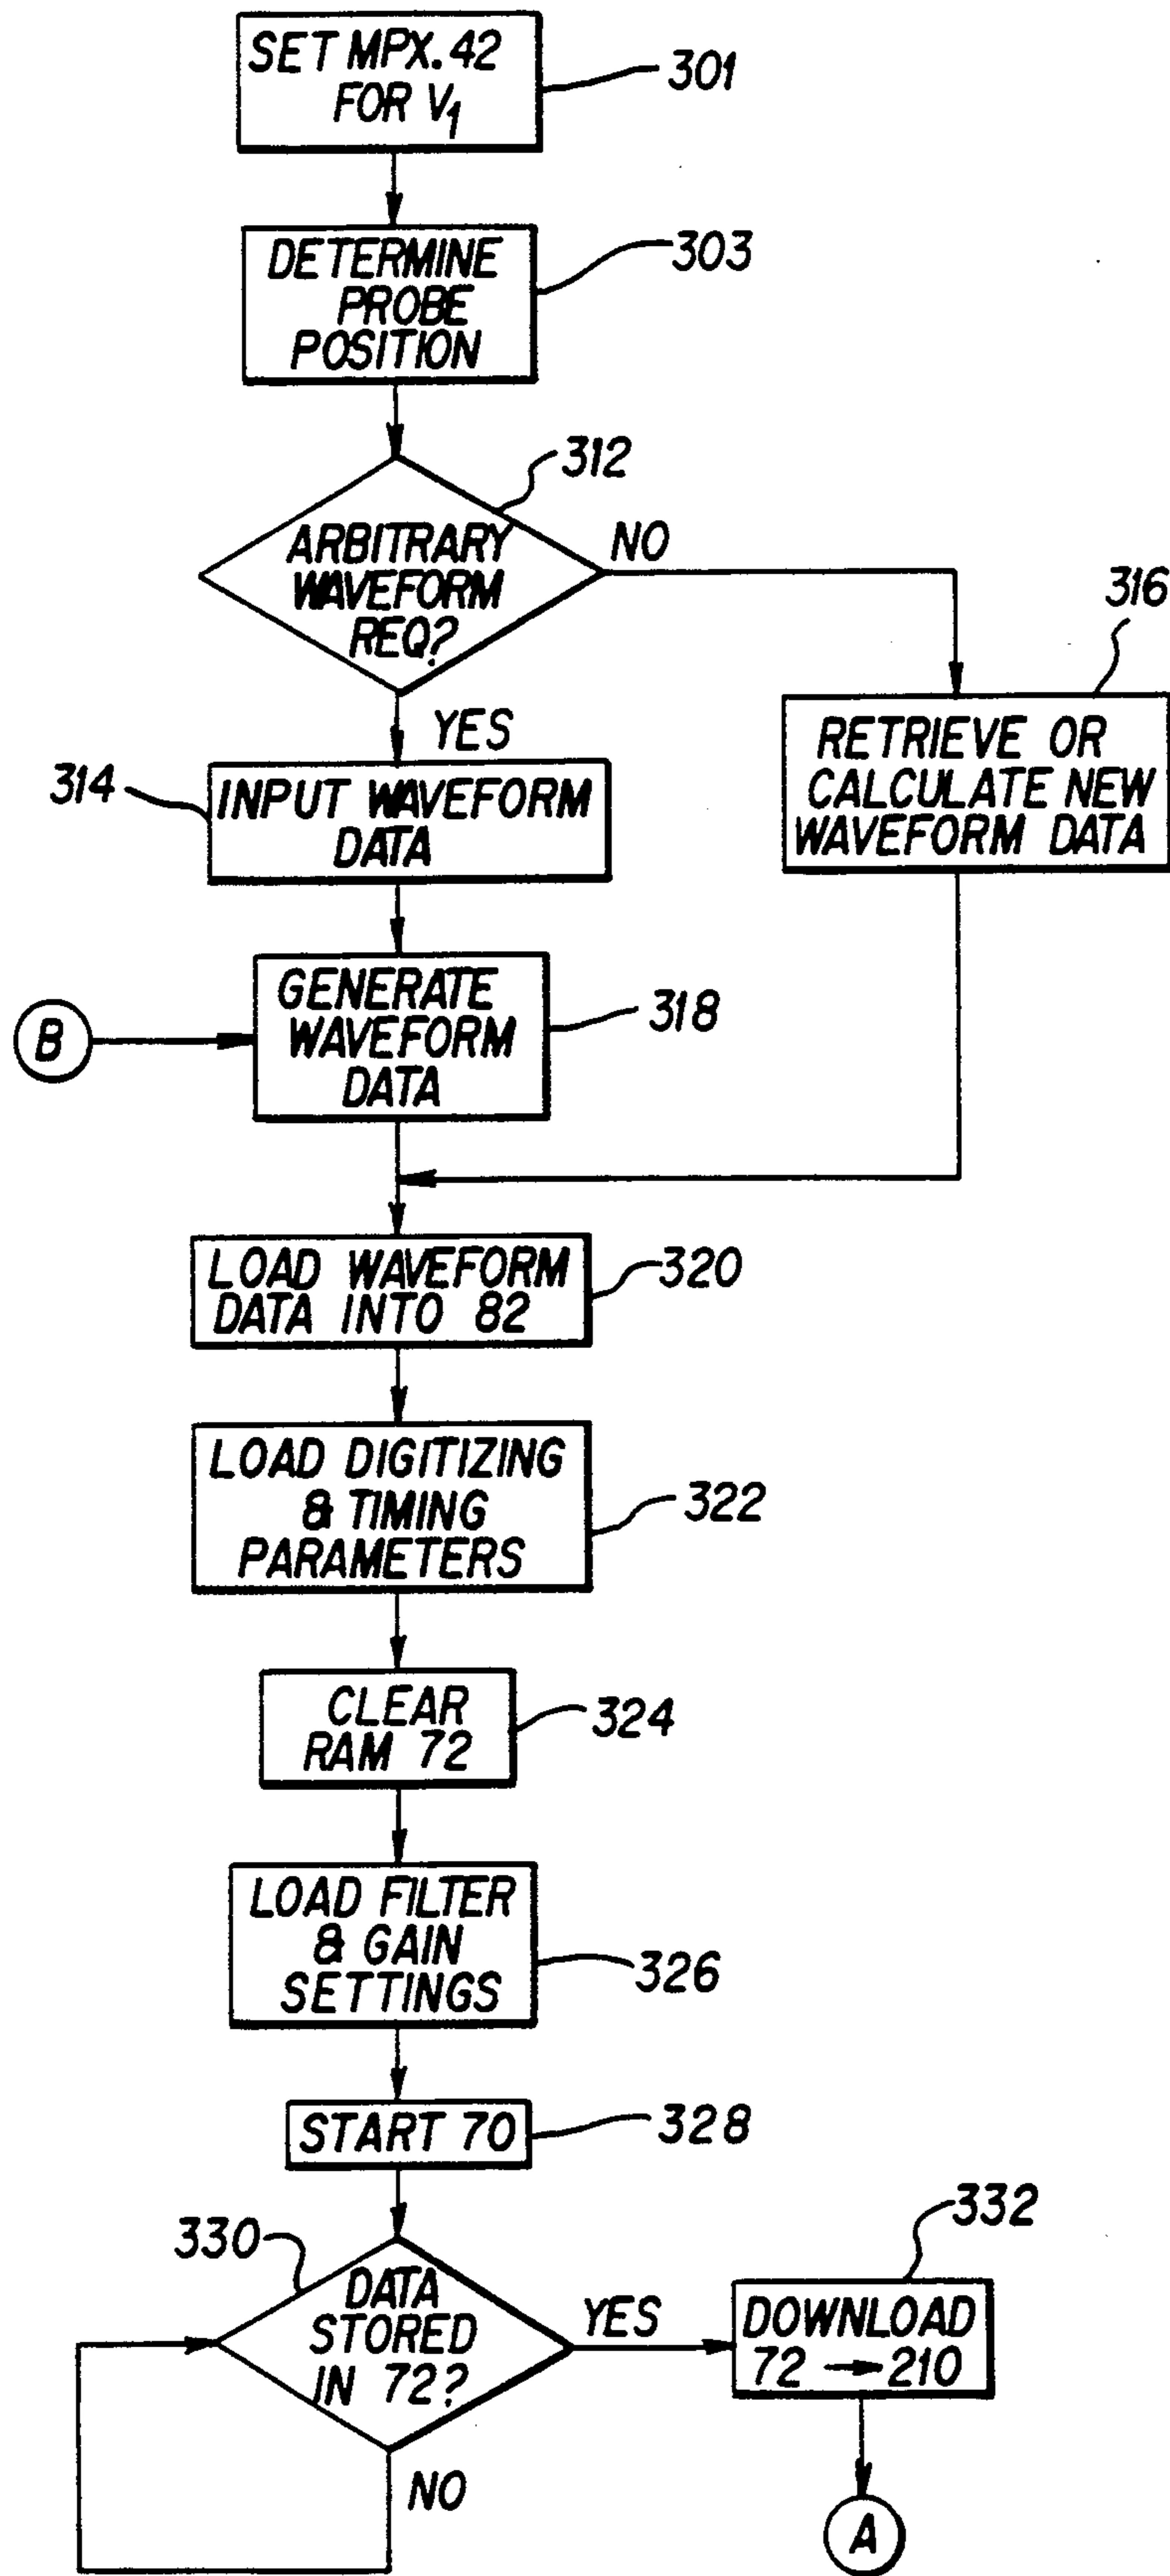 SET MPX. 42
FOR V1
301
DETERMINE
PROBE
POSITION
303
312
ARBITRARY
WAVEFORM
REQ?
NO
YES
316
RETRIEVE OR
CALCULATE NEW
WAVEFORM DATA
314
INPUT WAVEFORM
DATA
B
GENERATE
WAVEFORM
DATA
318
LOAD WAVEFORM
DATA INTO 82
320
LOAD DIGITIZING
& TIMING
PARAMETERS
322
CLEAR
RAM 72
324
LOAD FILTER
& GAIN
SETTINGS
326
START 70
328
330
DATA
STORED
IN 72?
YES
NO
332
DOWNLOAD
72 → 210
A